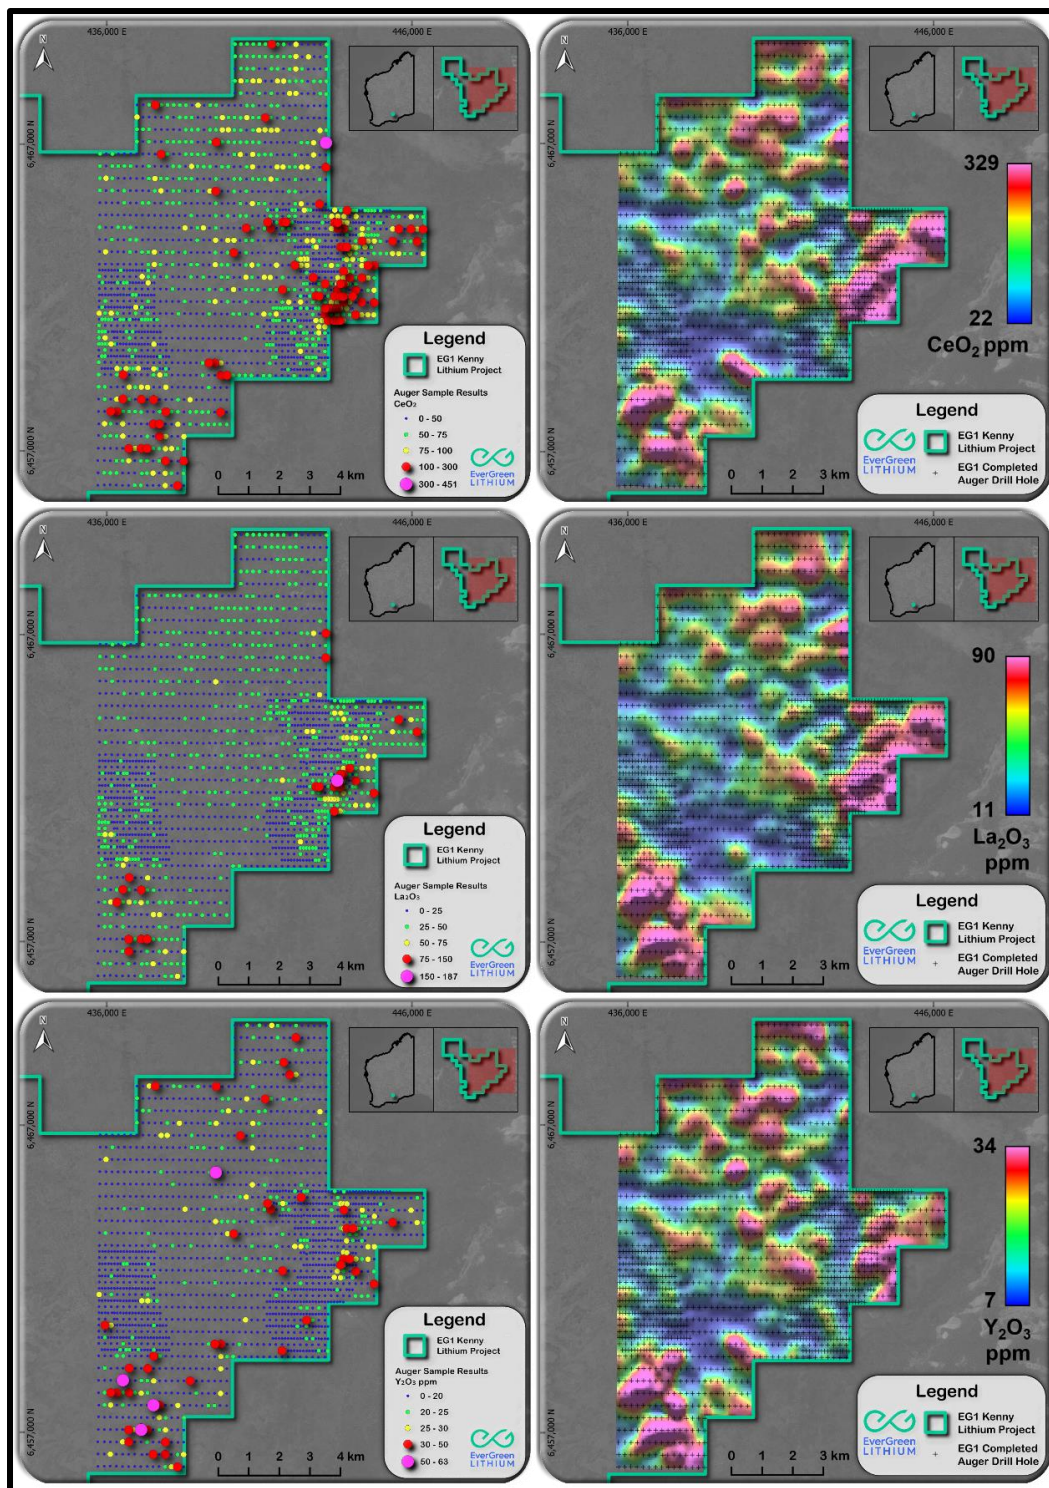 436,000 E
446,000 E
N
6,467,000 N
6,457,000 N
Legend
EG1 Kenny
Lithium Project
Auger Sample Results
CeO₂
0 - 50
50 - 75
75 - 100
100 - 300
300 - 451
EverGreen
LITHIUM
0 1 2 3 4 km
436,000 E
446,000 E
N
6,467,000 N
6,457,000 N
329
22
CeO₂ ppm
Legend
EverGreen
LITHIUM
EG1 Kenny
Lithium Project
EG1 Completed
Auger Drill Hole
0 1 2 3 km
436,000 E
446,000 E
N
6,467,000 N
6,457,000 N
Legend
EG1 Kenny
Lithium Project
Auger Sample Results
La₂O₃
0 - 25
25 - 50
50 - 75
75 - 150
150 - 187
EverGreen
LITHIUM
0 1 2 3 4 km
436,000 E
446,000 E
N
6,467,000 N
6,457,000 N
90
11
La₂O₃
ppm
Legend
EverGreen
LITHIUM
EG1 Kenny
Lithium Project
EG1 Completed
Auger Drill Hole
0 1 2 3 km
436,000 E
446,000 E
N
6,467,000 N
6,457,000 N
Legend
EG1 Kenny
Lithium Project
Auger Sample Results
Y₂O₃ ppm
0 - 20
20 - 25
25 - 30
30 - 50
50 - 63
EverGreen
LITHIUM
0 1 2 3 4 km
436,000 E
446,000 E
N
6,467,000 N
6,457,000 N
34
7
Y₂O₃
ppm
Legend
EverGreen
LITHIUM
EG1 Kenny
Lithium Project
EG1 Completed
Auger Drill Hole
0 1 2 3 km